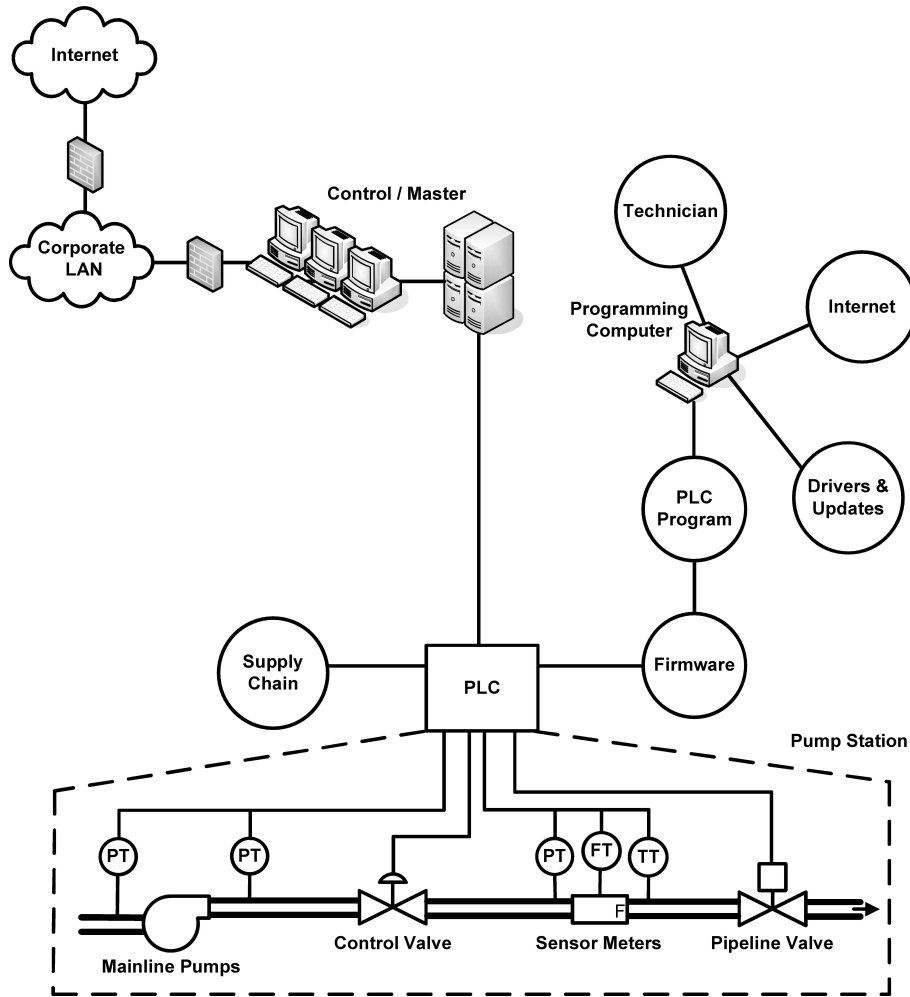 Internet
Control / Master
Technician
Corporate
LAN
Programming
Computer
Internet
PLC
Program
Drivers &
Updates
Supply
Chain
PLC
Firmware
Pump Station
PT
PT
PT
FT
TT
F
Control Valve
Sensor Meters
Pipeline Valve
Mainline Pumps